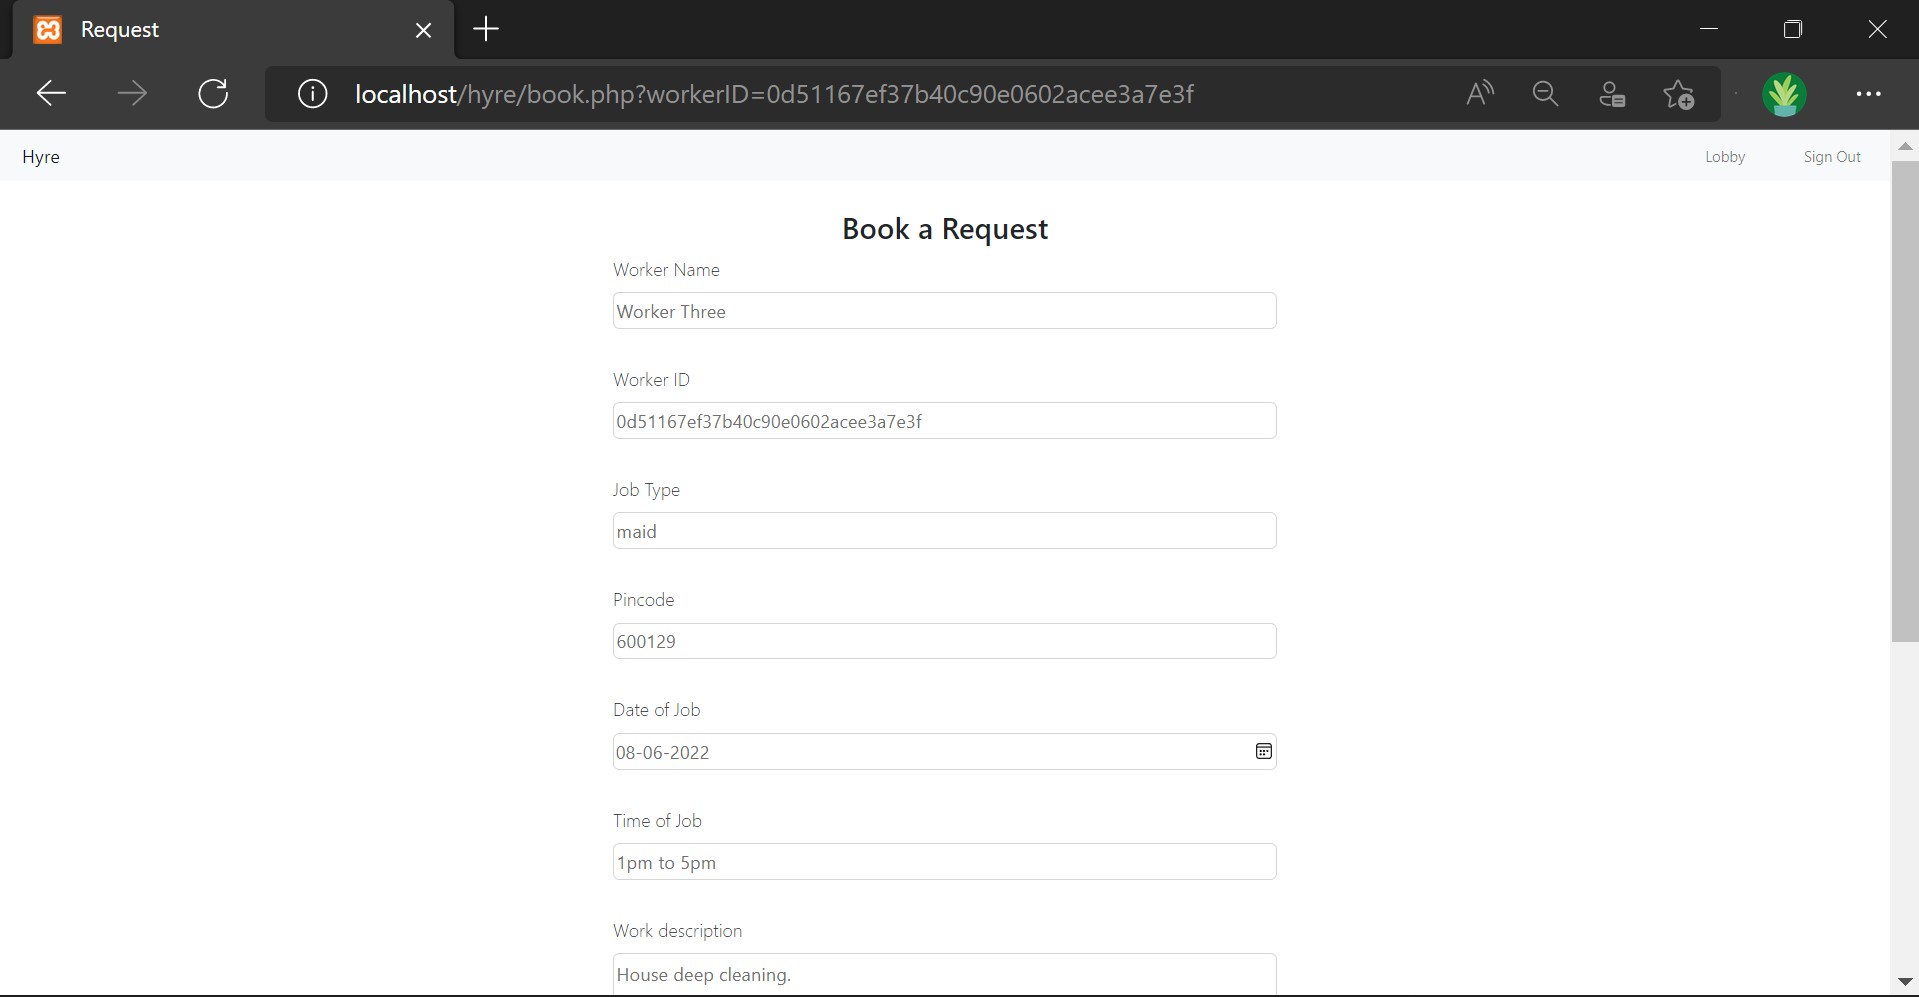 Request
localhost/hyre/book.php?workerID=0d51167ef37b40c90e0602acee3a7e3f
Hyre
Lobby
Sign Out
Book a Request
Worker Name
Worker Three
Worker ID
0d51167ef37b40c90e0602acee3a7e3f
Job Type
maid
Pincode
600129
Date of Job
08-06-2022
Time of Job
1pm to 5pm
Work description
House deep cleaning.